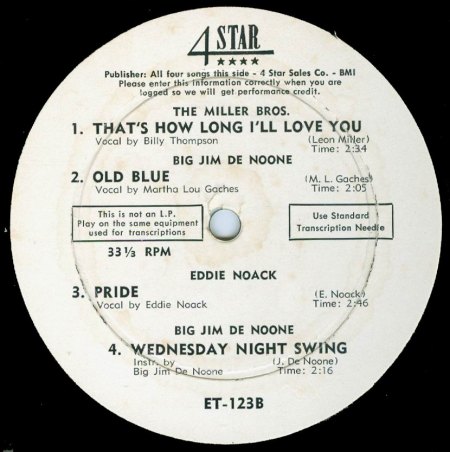 4 STAR
★★★★
Publisher: All four songs this side - 4 Star Sales Co. - BMI
Please enter this information correctly when you are
logged so we will get performance credit.
THE MILLER BROS.
1. THAT'S HOW LONG I'LL LOVE YOU
Vocal by Billy Thompson (Leon Miller)
Time: 2:34
BIG JIM DE NOONE
2. OLD BLUE (M. L. Gaches)
Vocal by Martha Lou Gaches Time: 2:05
This is not an L.P.
Play on the same equipment
used for transcriptions
Use Standard
Transcription Needle
33⅓ RPM
EDDIE NOACK
3. PRIDE (E. Noack)
Vocal by Eddie Noack Time: 2:46
BIG JIM DE NOONE
4. WEDNESDAY NIGHT SWING
Instr. by (J. De Noone)
Big Jim De Noone Time: 2:16
ET-123B